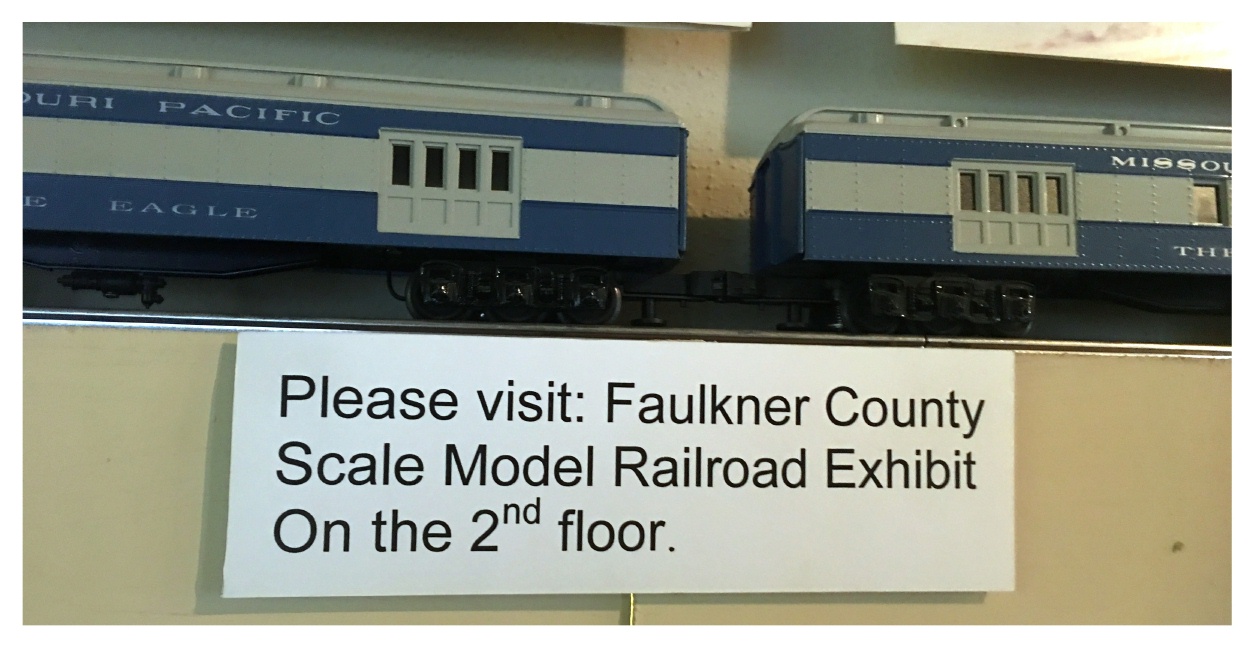 OURI PACIFIC
E EAGLE
MISSOU
THE
Please visit: Faulkner County
Scale Model Railroad Exhibit
On the 2nd floor.